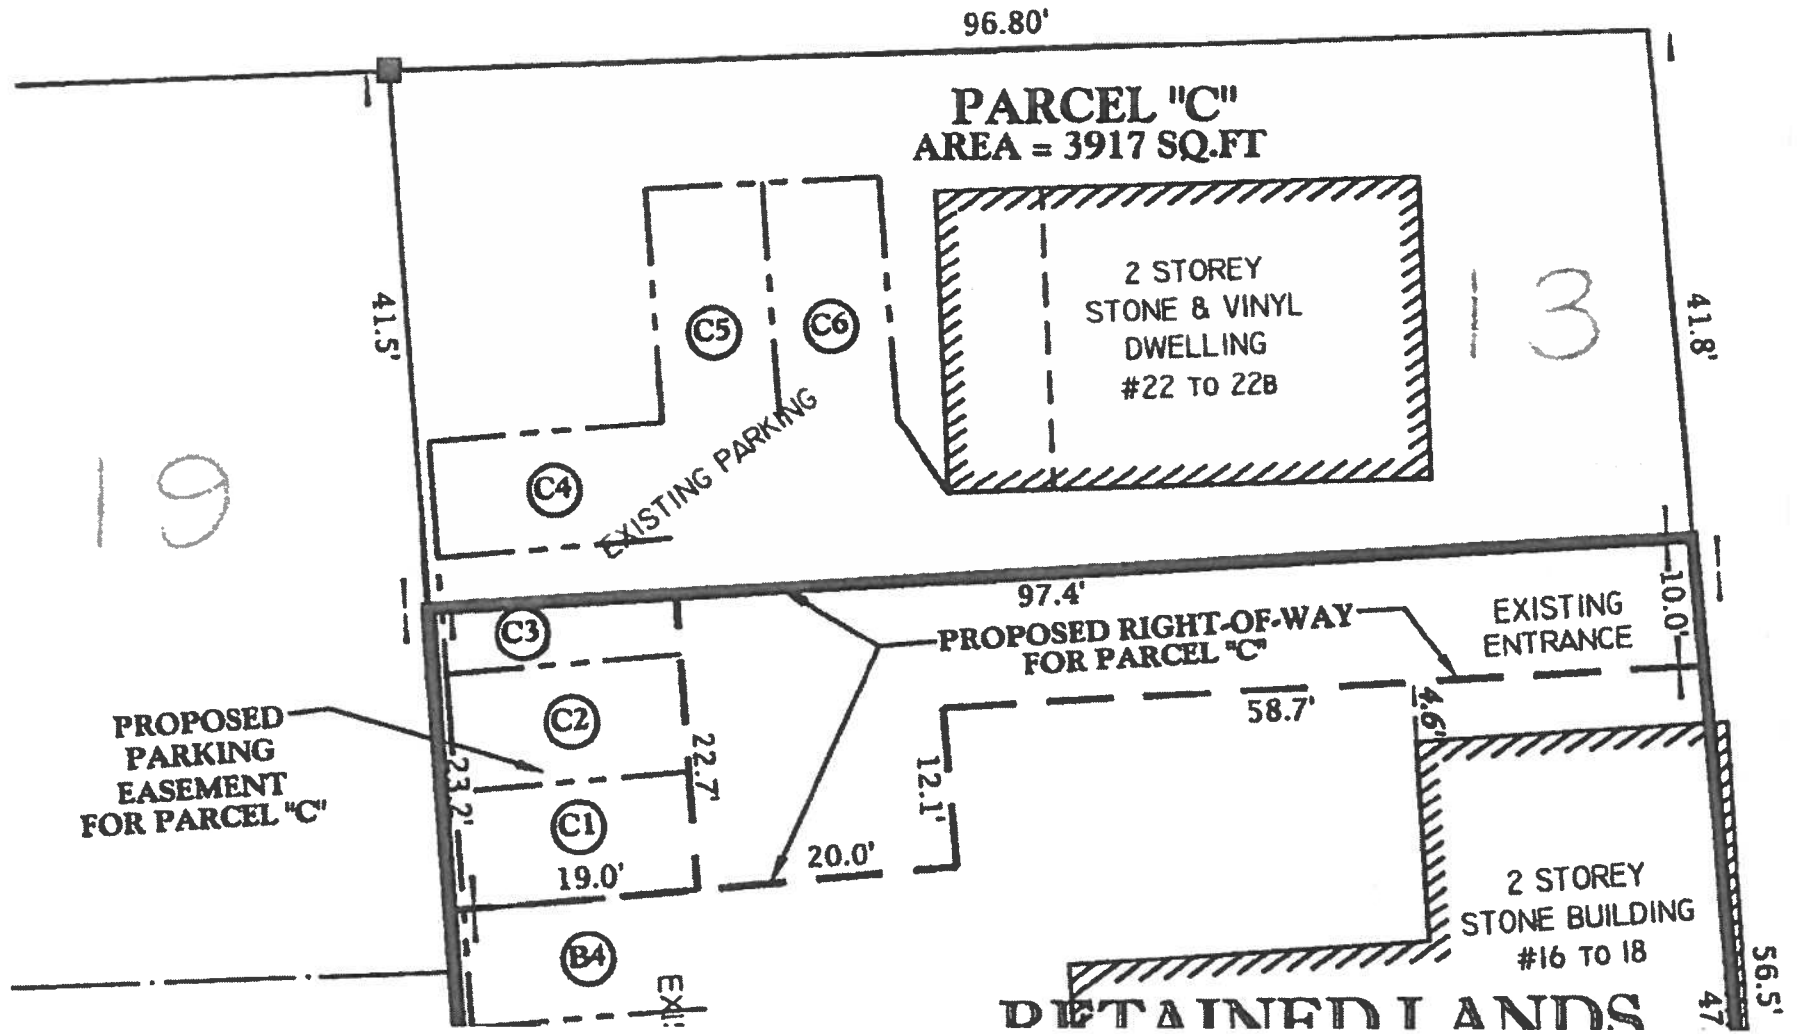 96.80'
PARCEL "C"
AREA = 3917 SQ.FT
2 STOREY
STONE & VINYL
DWELLING
#22 TO 22B
13
41.8'
41.5'
C5
C6
C4
EXISTING PARKING
19
97.4'
PROPOSED RIGHT-OF-WAY
FOR PARCEL "C"
EXISTING
ENTRANCE
10.0'
C3
C2
C1
B4
PROPOSED
PARKING
EASEMENT
FOR PARCEL "C"
23.2'
22.7'
19.0'
20.0'
12.1'
58.7'
4.6'
2 STOREY
STONE BUILDING
#16 TO 18
56.5'
47
RETAINED LANDS